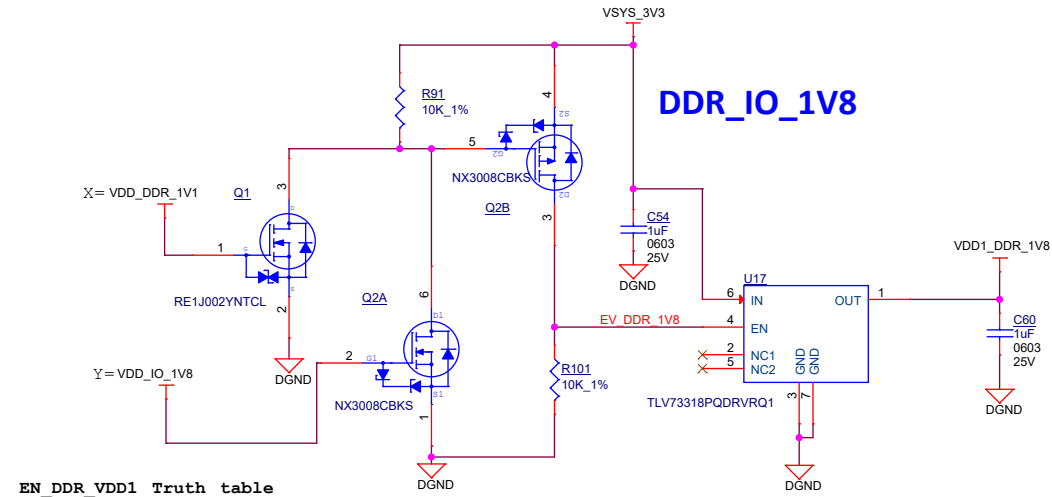 VSYS_3V3
DDR_IO_1V8
R91
10K_1%
4
S2
5
G2
NX3008CBKS
Q2B
D2
3
X= VDD_DDR_1V1
Q1
3
D
1
G
S
RE1J002YNTCL
2
DGND
C54
1uF
0603
25V
DGND
VDD1_DDR_1V8
U17
6
IN
OUT
1
EV_DDR_1V8
4
EN
2
NC1
5
NC2
GND
GND
3
7
TLV73318PQDRVRQ1
DGND
C60
1uF
0603
25V
DGND
Q2A
6
D1
2
G1
S1
NX3008CBKS
1
DGND
R101
10K_1%
Y= VDD_IO_1V8
EN_DDR_VDD1 Truth table